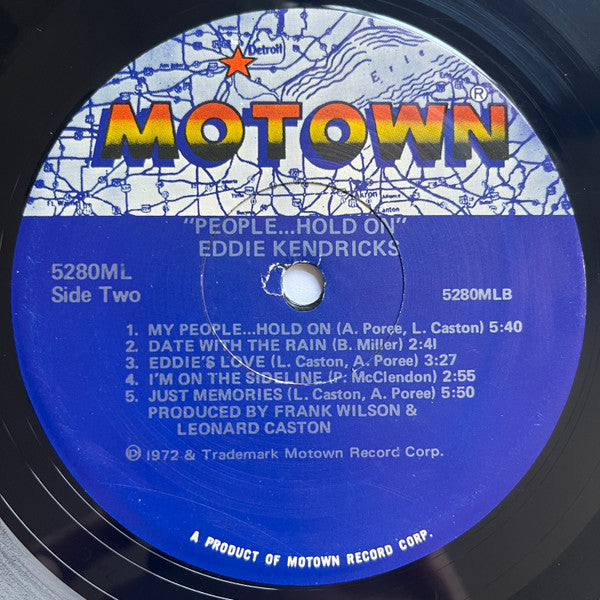 Detroit
Erie
MOTOWN®
"PEOPLE...HOLD ON"
EDDIE KENDRICKS
5280ML
Side Two
5280MLB
1. MY PEOPLE...HOLD ON (A. Poree, L. Caston) 5:40
2. DATE WITH THE RAIN (B. Miller) 2:41
3. EDDIE'S LOVE (L. Caston, A. Poree) 3:27
4. I'M ON THE SIDELINE (P. McClendon) 2:55
5. JUST MEMORIES (L. Caston, A Poree) 5:50
PRODUCED BY FRANK WILSON &
LEONARD CASTON
℗ 1972 & Trademark Motown Record Corp.
A PRODUCT OF MOTOWN RECORD CORP.